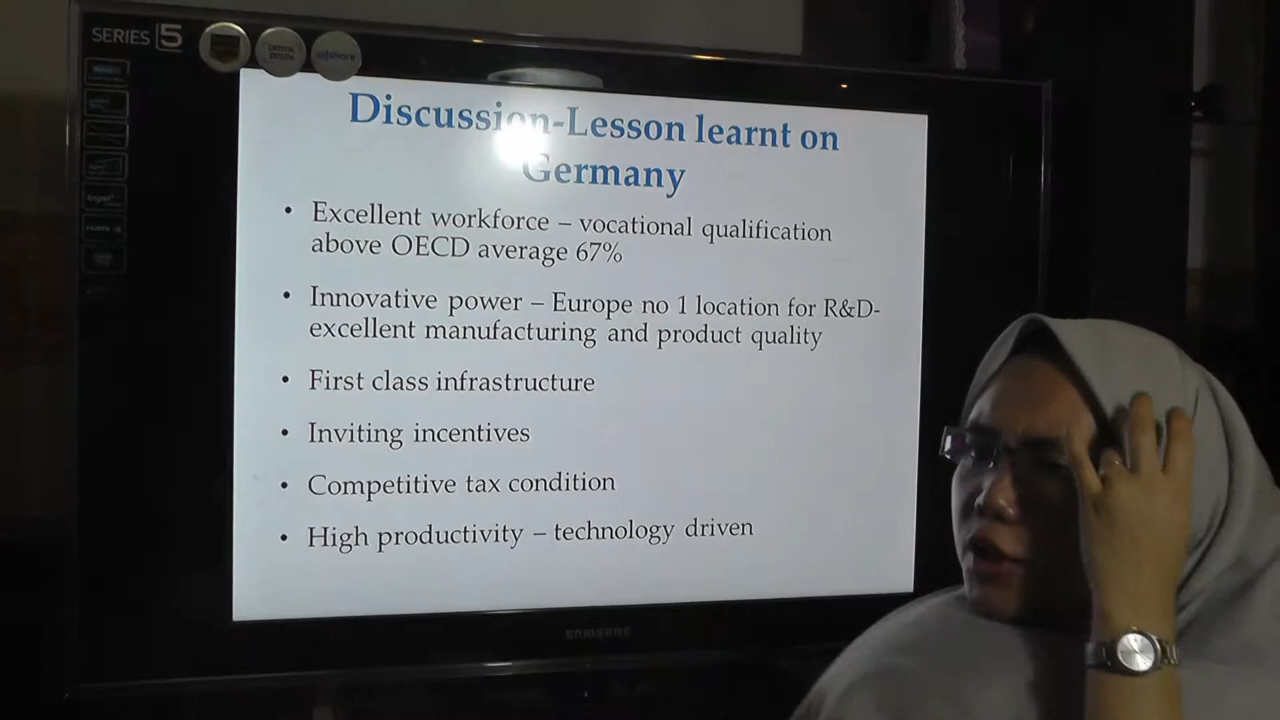 SERIES 5
Discussion-Lesson learnt on
Germany
• Excellent workforce – vocational qualification
above OECD average 67%
• Innovative power – Europe no 1 location for R&D-
excellent manufacturing and product quality
• First class infrastructure
• Inviting incentives
• Competitive tax condition
• High productivity – technology driven
SAMSUNG